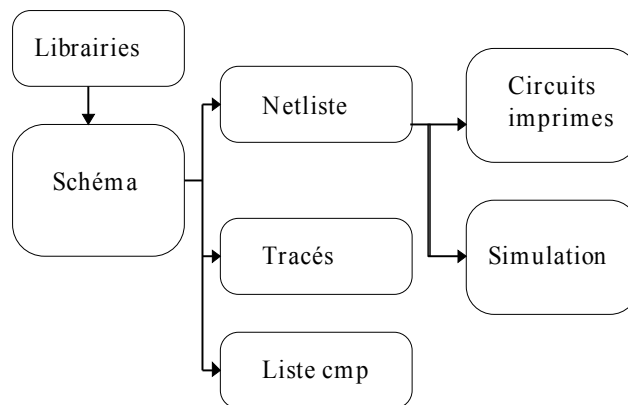 Librairies
Schéma
Netliste
Tracés
Liste cmp
Circuits
imprimes
Simulation